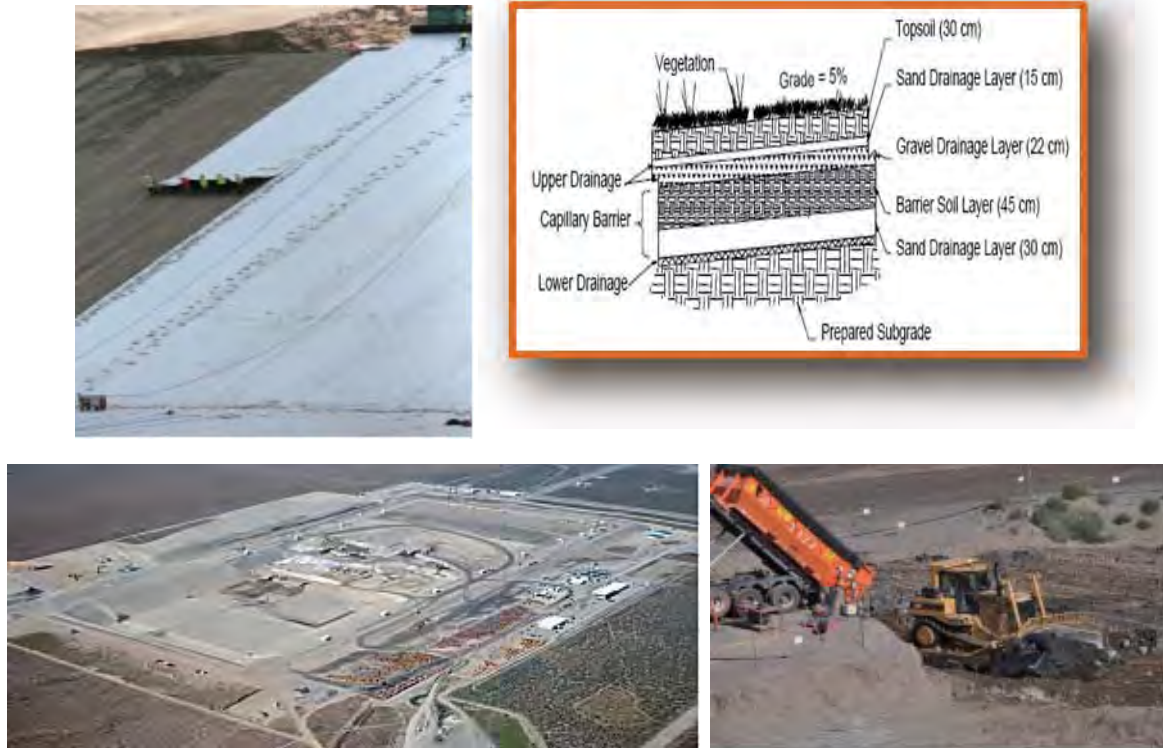 Topsoil (30 cm)
Vegetation
Grade = 5%
Sand Drainage Layer (15 cm)
Gravel Drainage Layer (22 cm)
Upper Drainage
Capillary Barrier
Barrier Soil Layer (45 cm)
Sand Drainage Layer (30 cm)
Lower Drainage
Prepared Subgrade